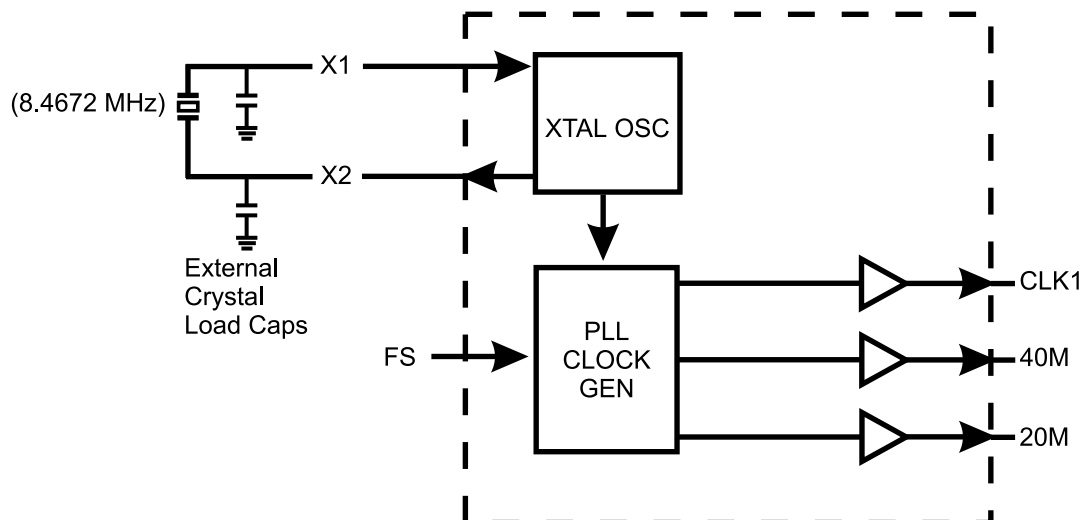 X1
(8.4672 MHz)
XTAL OSC
X2
External
Crystal
Load Caps
CLK1
FS
PLL
CLOCK
GEN
40M
20M